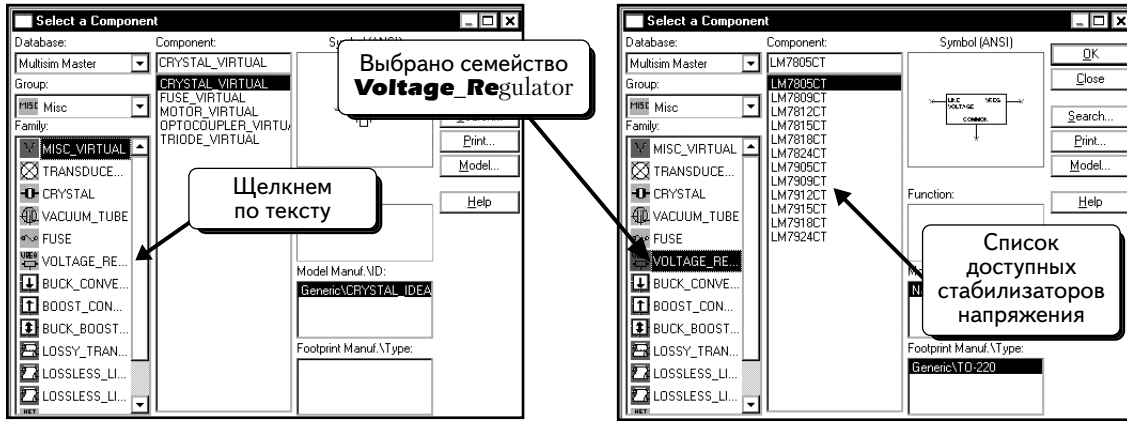 Select a Component
Database:
Multisim Master
Group:
Misc
Family:
MISC_VIRTUAL
TRANSDUCE...
CRYSTAL
VACUUM_TUBE
FUSE
VOLTAGE_RE...
BUCK_CONVE...
BOOST_CON...
BUCK_BOOST...
LOSSY_TRAN...
LOSSLESS_LI...
LOSSLESS_LI...
Component:
CRYSTAL_VIRTUAL
CRYSTAL_VIRTUAL
FUSE_VIRTUAL
MOTOR_VIRTUAL
OPTOCOUPLER_VIRTU
TRIODE_VIRTUAL
Print...
Model...
Help
Model Manuf.\ID:
Generic\CRYSTAL_IDEA
Footprint Manuf.\Type:
Щелкнем
по тексту
Выбрано семейство
Voltage_Regulator
Select a Component
Database:
Multisim Master
Group:
Misc
Family:
MISC_VIRTUAL
TRANSDUCE...
CRYSTAL
VACUUM_TUBE
FUSE
VOLTAGE_RE...
BUCK_CONVE...
BOOST_CON...
BUCK_BOOST...
LOSSY_TRAN...
LOSSLESS_LI...
LOSSLESS_LI...
Component:
LM7805CT
LM7805CT
LM7809CT
LM7812CT
LM7815CT
LM7818CT
LM7824CT
LM7905CT
LM7909CT
LM7912CT
LM7915CT
LM7918CT
LM7924CT
Symbol (ANSI)
LINE VREG
VOLTAGE
COMMON
OK
Close
Search...
Print...
Model...
Help
Function:
Footprint Manuf.\Type:
Generic\TO-220
Список
доступных
стабилизаторов
напряжения